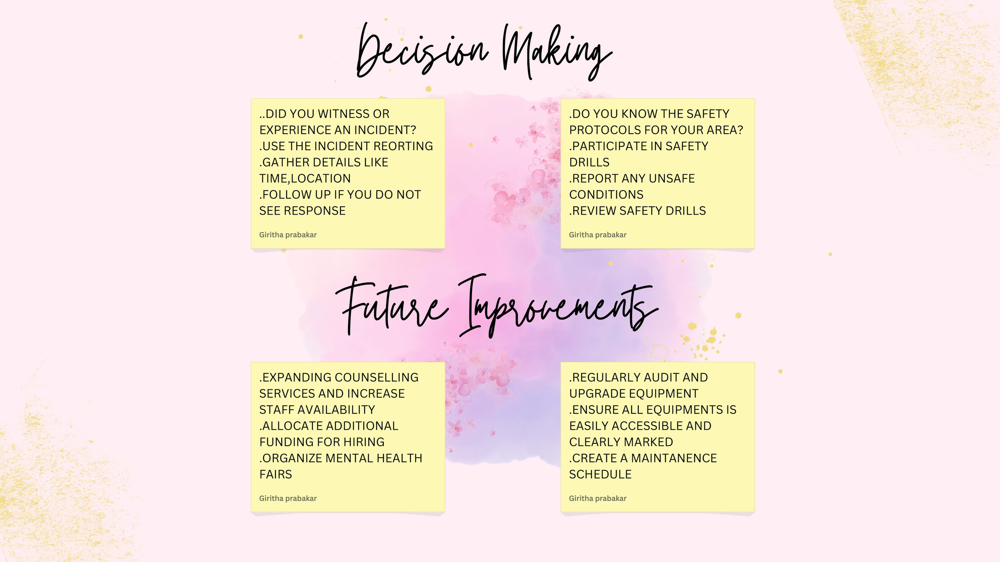 Decision Making
..DID YOU WITNESS OR
EXPERIENCE AN INCIDENT?
.USE THE INCIDENT REORTING
.GATHER DETAILS LIKE
TIME,LOCATION
.FOLLOW UP IF YOU DO NOT
SEE RESPONSE
Giritha prabakar
.DO YOU KNOW THE SAFETY
PROTOCOLS FOR YOUR AREA?
.PARTICIPATE IN SAFETY
DRILLS
.REPORT ANY UNSAFE
CONDITIONS
.REVIEW SAFETY DRILLS
Giritha prabakar
Future Improvements
.EXPANDING COUNSELLING
SERVICES AND INCREASE
STAFF AVAILABILITY
.ALLOCATE ADDITIONAL
FUNDING FOR HIRING
.ORGANIZE MENTAL HEALTH
FAIRS
Giritha prabakar
.REGULARLY AUDIT AND
UPGRADE EQUIPMENT
.ENSURE ALL EQUIPMENTS IS
EASILY ACCESSIBLE AND
CLEARLY MARKED
.CREATE A MAINTANENCE
SCHEDULE
Giritha prabakar